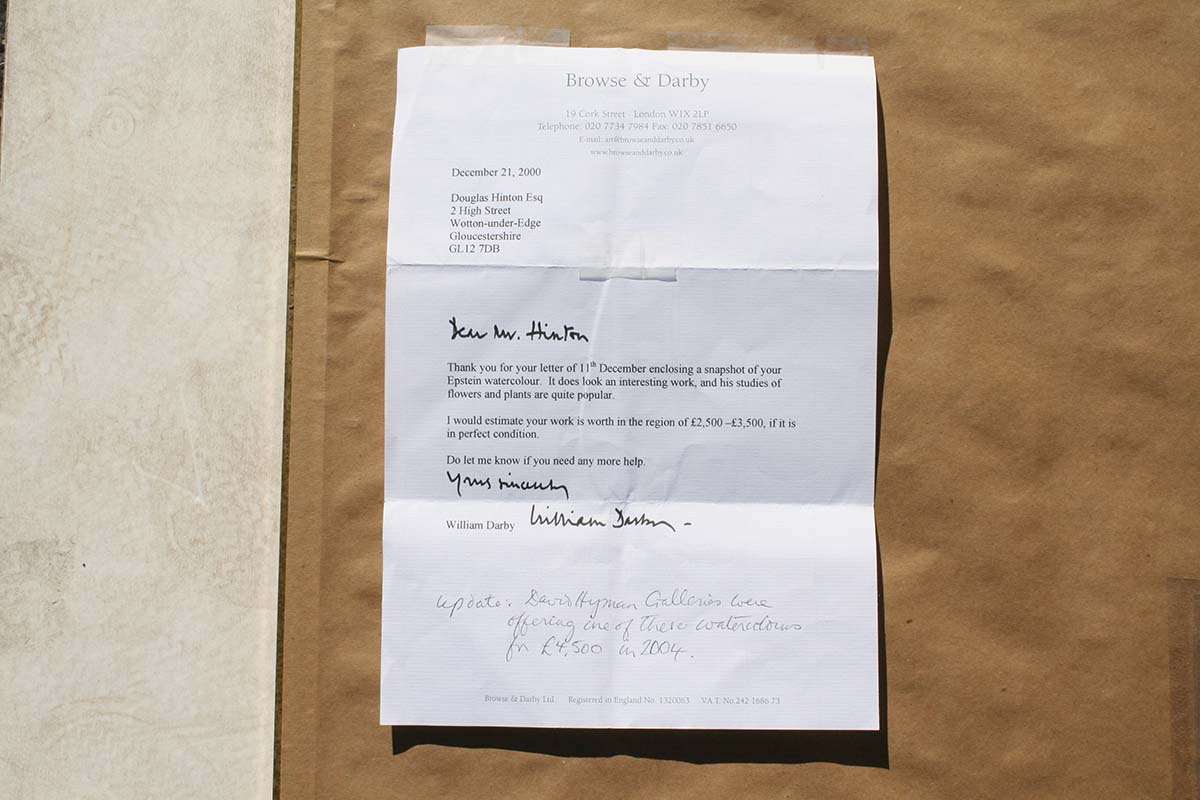 Browse & Darby
19 Cork Street · London W1X 2LP
Telephone: 020 7734 7984 Fax: 020 7851 6650
E-mail: art@browseanddarby.co.uk
www.browseanddarby.co.uk
December 21, 2000
Douglas Hinton Esq
2 High Street
Wotton-under-Edge
Gloucestershire
GL12 7DB
Dear Mr. Hinton
Thank you for your letter of 11th December enclosing a snapshot of your
Epstein watercolour. It does look an interesting work, and his studies of
flowers and plants are quite popular.
I would estimate your work is worth in the region of £2,500 –£3,500, if it is
in perfect condition.
Do let me know if you need any more help.
Yours sincerely
William Darby William Darby –
update: David Hyman Galleries were
offering one of these watercolours
for £4,500 in 2004.
Browse & Darby Ltd. Registered in England No. 1320063 V.A.T. No.242 1686 73